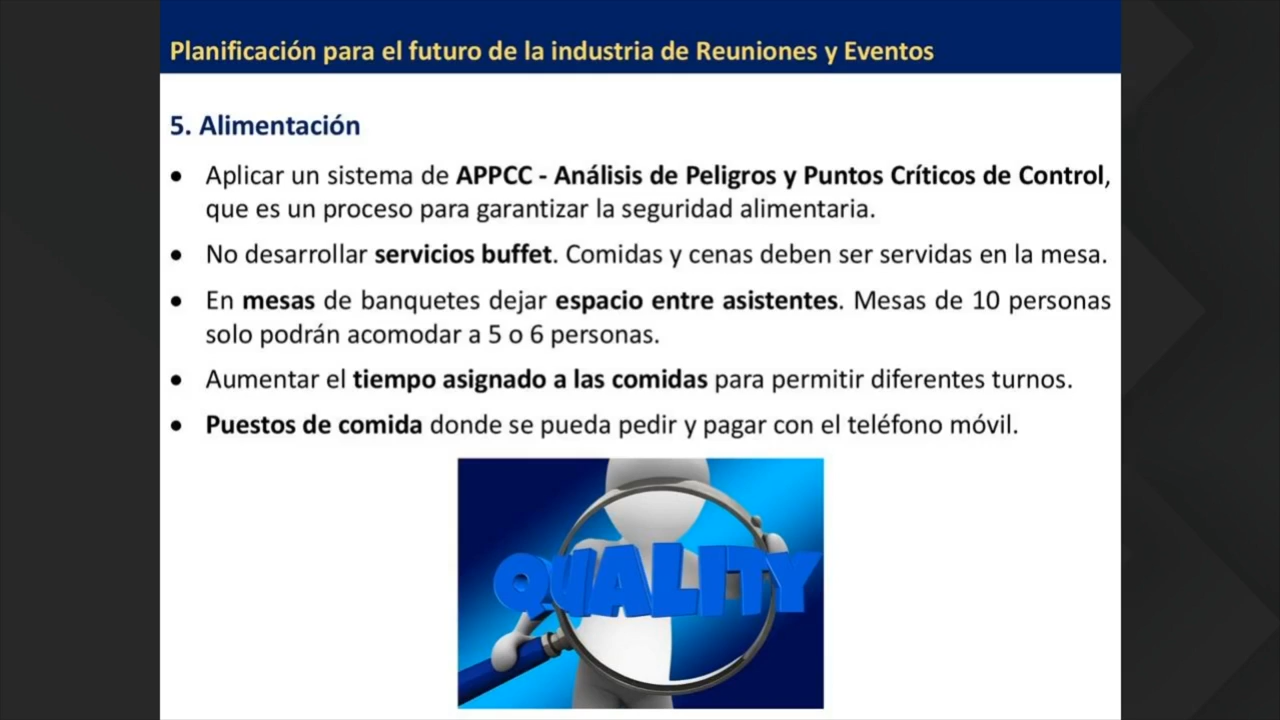 Planificación para el futuro de la industria de Reuniones y Eventos
5. Alimentación
• Aplicar un sistema de APPCC - Análisis de Peligros y Puntos Críticos de Control,
que es un proceso para garantizar la seguridad alimentaria.
• No desarrollar servicios buffet. Comidas y cenas deben ser servidas en la mesa.
• En mesas de banquetes dejar espacio entre asistentes. Mesas de 10 personas
solo podrán acomodar a 5 o 6 personas.
• Aumentar el tiempo asignado a las comidas para permitir diferentes turnos.
• Puestos de comida donde se pueda pedir y pagar con el teléfono móvil.
QUALITY